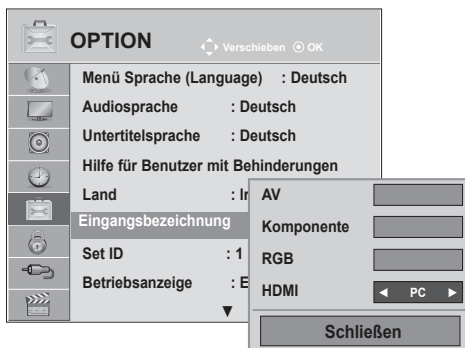 OPTION
Verschieben OK
Menü Sprache (Language) : Deutsch
Audiosprache : Deutsch
Untertitelsprache : Deutsch
Hilfe für Benutzer mit Behinderungen
Land :
Eingangsbezeichnung
Set ID : 1
Betriebsanzeige :
AV
Komponente
RGB
HDMI ◄ PC ►
Schließen